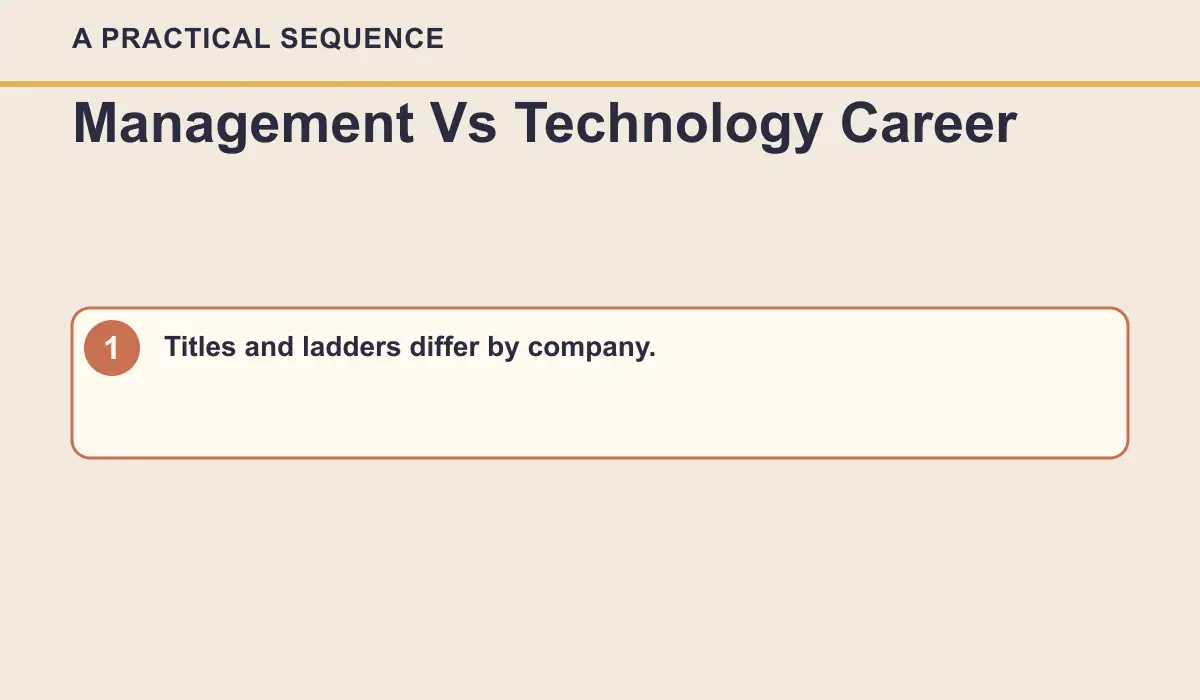 A PRACTICAL SEQUENCE
Management Vs Technology Career
1 Titles and ladders differ by company.